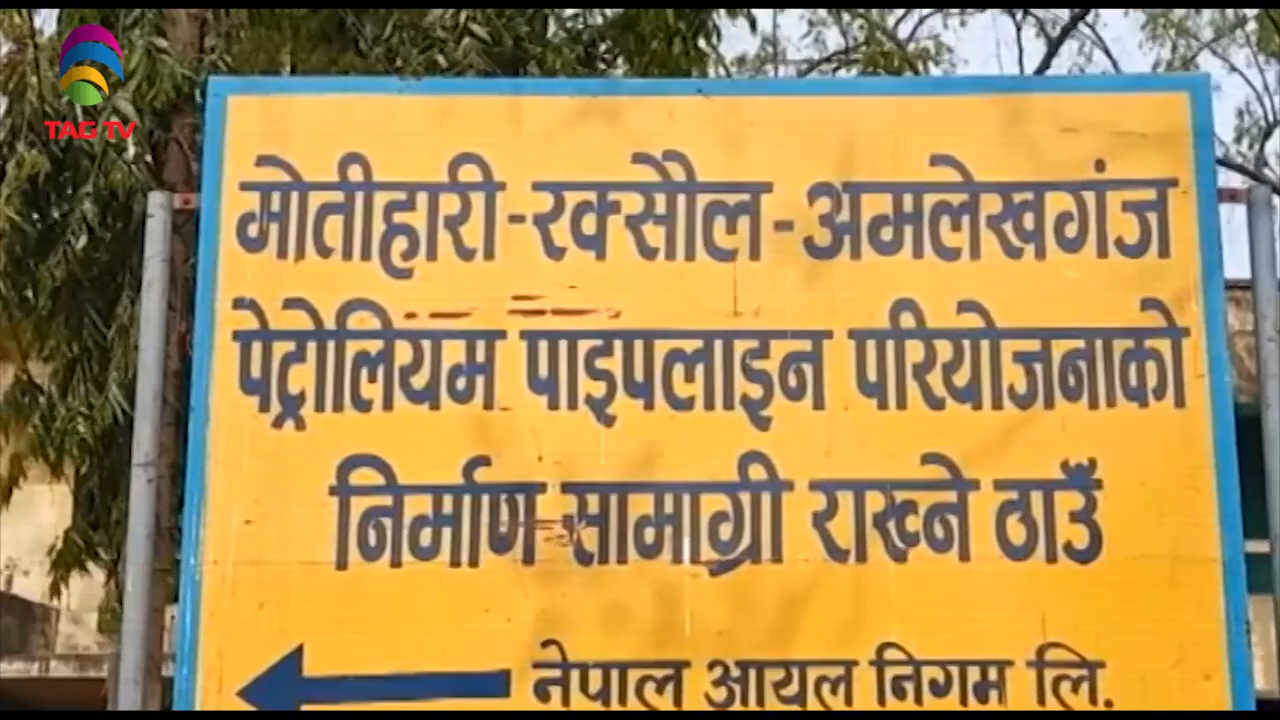 TAG TV
मोतीहारी-रक्सौल-अमलेखगंज
पेट्रोलियम पाइपलाइन परियोजनाको
निर्माण सामाग्री राख्ने ठाउँ
नेपाल आयल निगम लि.